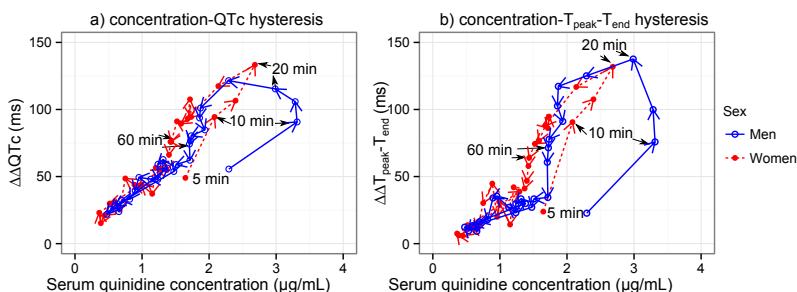 a) concentration-QTc hysteresis
150
100
50
0
ΔΔQTc (ms)
20 min
10 min
60 min
5 min
0 1 2 3 4
Serum quinidine concentration (µg/mL)
b) concentration-Tpeak-Tend hysteresis
150
100
50
0
ΔΔTpeak-Tend (ms)
20 min
10 min
60 min
5 min
0 1 2 3 4
Serum quinidine concentration (µg/mL)
Sex
Men
Women